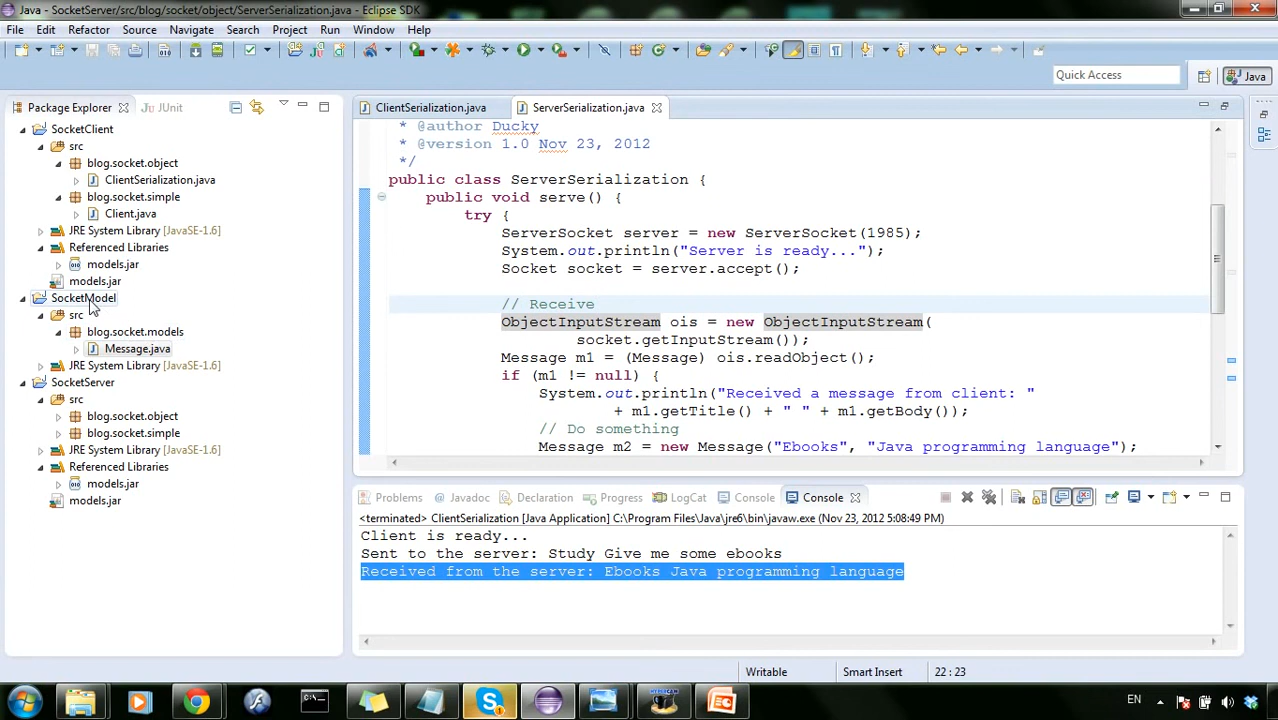 Java - SocketServer/src/blog/socket/object/ServerSerialization.java - Eclipse SDK
File Edit Refactor Source Navigate Search Project Run Window Help
Quick Access
Java
Package Explorer
JUnit
SocketClient
src
blog.socket.object
ClientSerialization.java
blog.socket.simple
Client.java
JRE System Library [JavaSE-1.6]
Referenced Libraries
models.jar
models.jar
SocketModel
src
blog.socket.models
Message.java
JRE System Library [JavaSE-1.6]
SocketServer
src
blog.socket.object
blog.socket.simple
JRE System Library [JavaSE-1.6]
Referenced Libraries
models.jar
models.jar
ClientSerialization.java
ServerSerialization.java
* @author Ducky
* @version 1.0 Nov 23, 2012
*/
public class ServerSerialization {
public void serve() {
try {
ServerSocket server = new ServerSocket(1985);
System.out.println("Server is ready...");
Socket socket = server.accept();
// Receive
ObjectInputStream ois = new ObjectInputStream(
socket.getInputStream());
Message m1 = (Message) ois.readObject();
if (m1 != null) {
System.out.println("Received a message from client: "
+ m1.getTitle() + " " + m1.getBody());
// Do something
Message m2 = new Message("Ebooks", "Java programming language");
Problems Javadoc Declaration Progress LogCat Console Console
<terminated> ClientSerialization [Java Application] C:\Program Files\Java\jre6\bin\javaw.exe (Nov 23, 2012 5:08:49 PM)
Client is ready...
Sent to the server: Study Give me some ebooks
Received from the server: Ebooks Java programming language
Writable
Smart Insert
22 : 23
EN